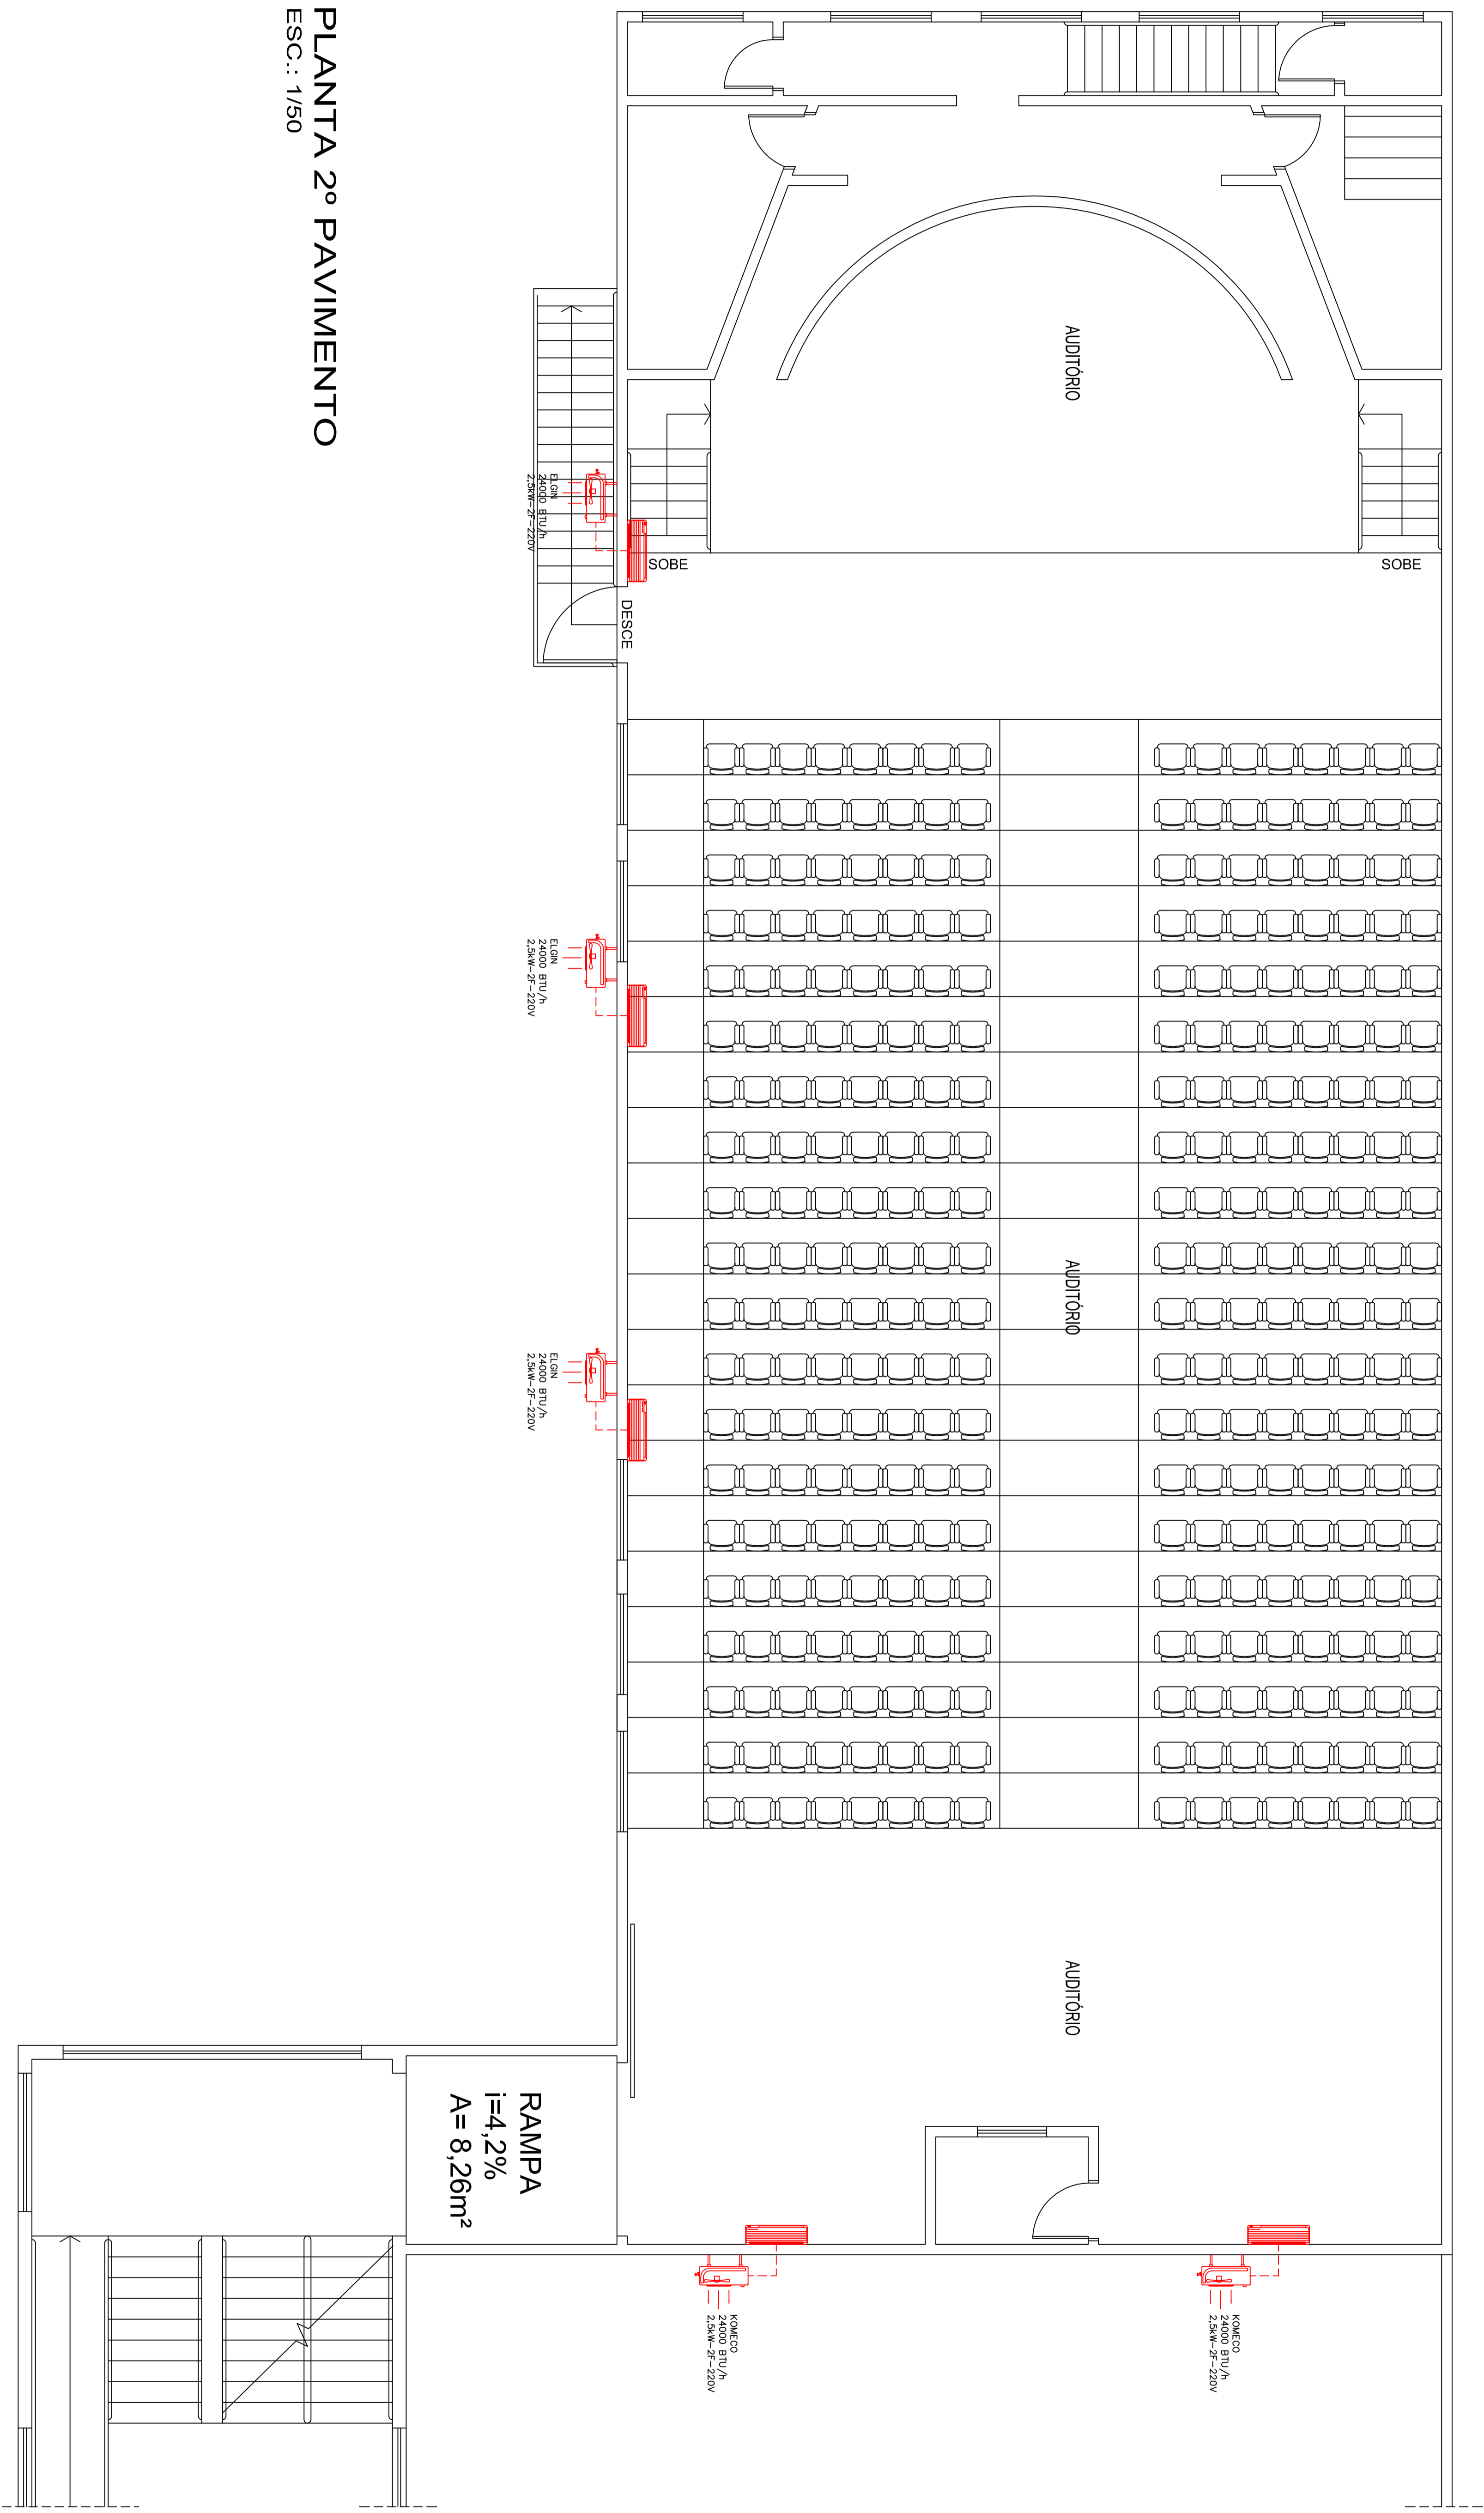 PLANTA 2º PAVIMENTO
ESC.: 1/50
AUDITÓRIO
SOBE
SOBE
DESCE
ELGIN
24000 BTU/h
2,5kW-2F-220V
ELGIN
24000 BTU/h
2,5kW-2F-220V
AUDITÓRIO
ELGIN
24000 BTU/h
2,5kW-2F-220V
AUDITÓRIO
RAMPA
i=4,2%
A= 8,26m²
KOMECO
24000 BTU/h
2,5kW-2F-220V
KOMECO
24000 BTU/h
2,5kW-2F-220V